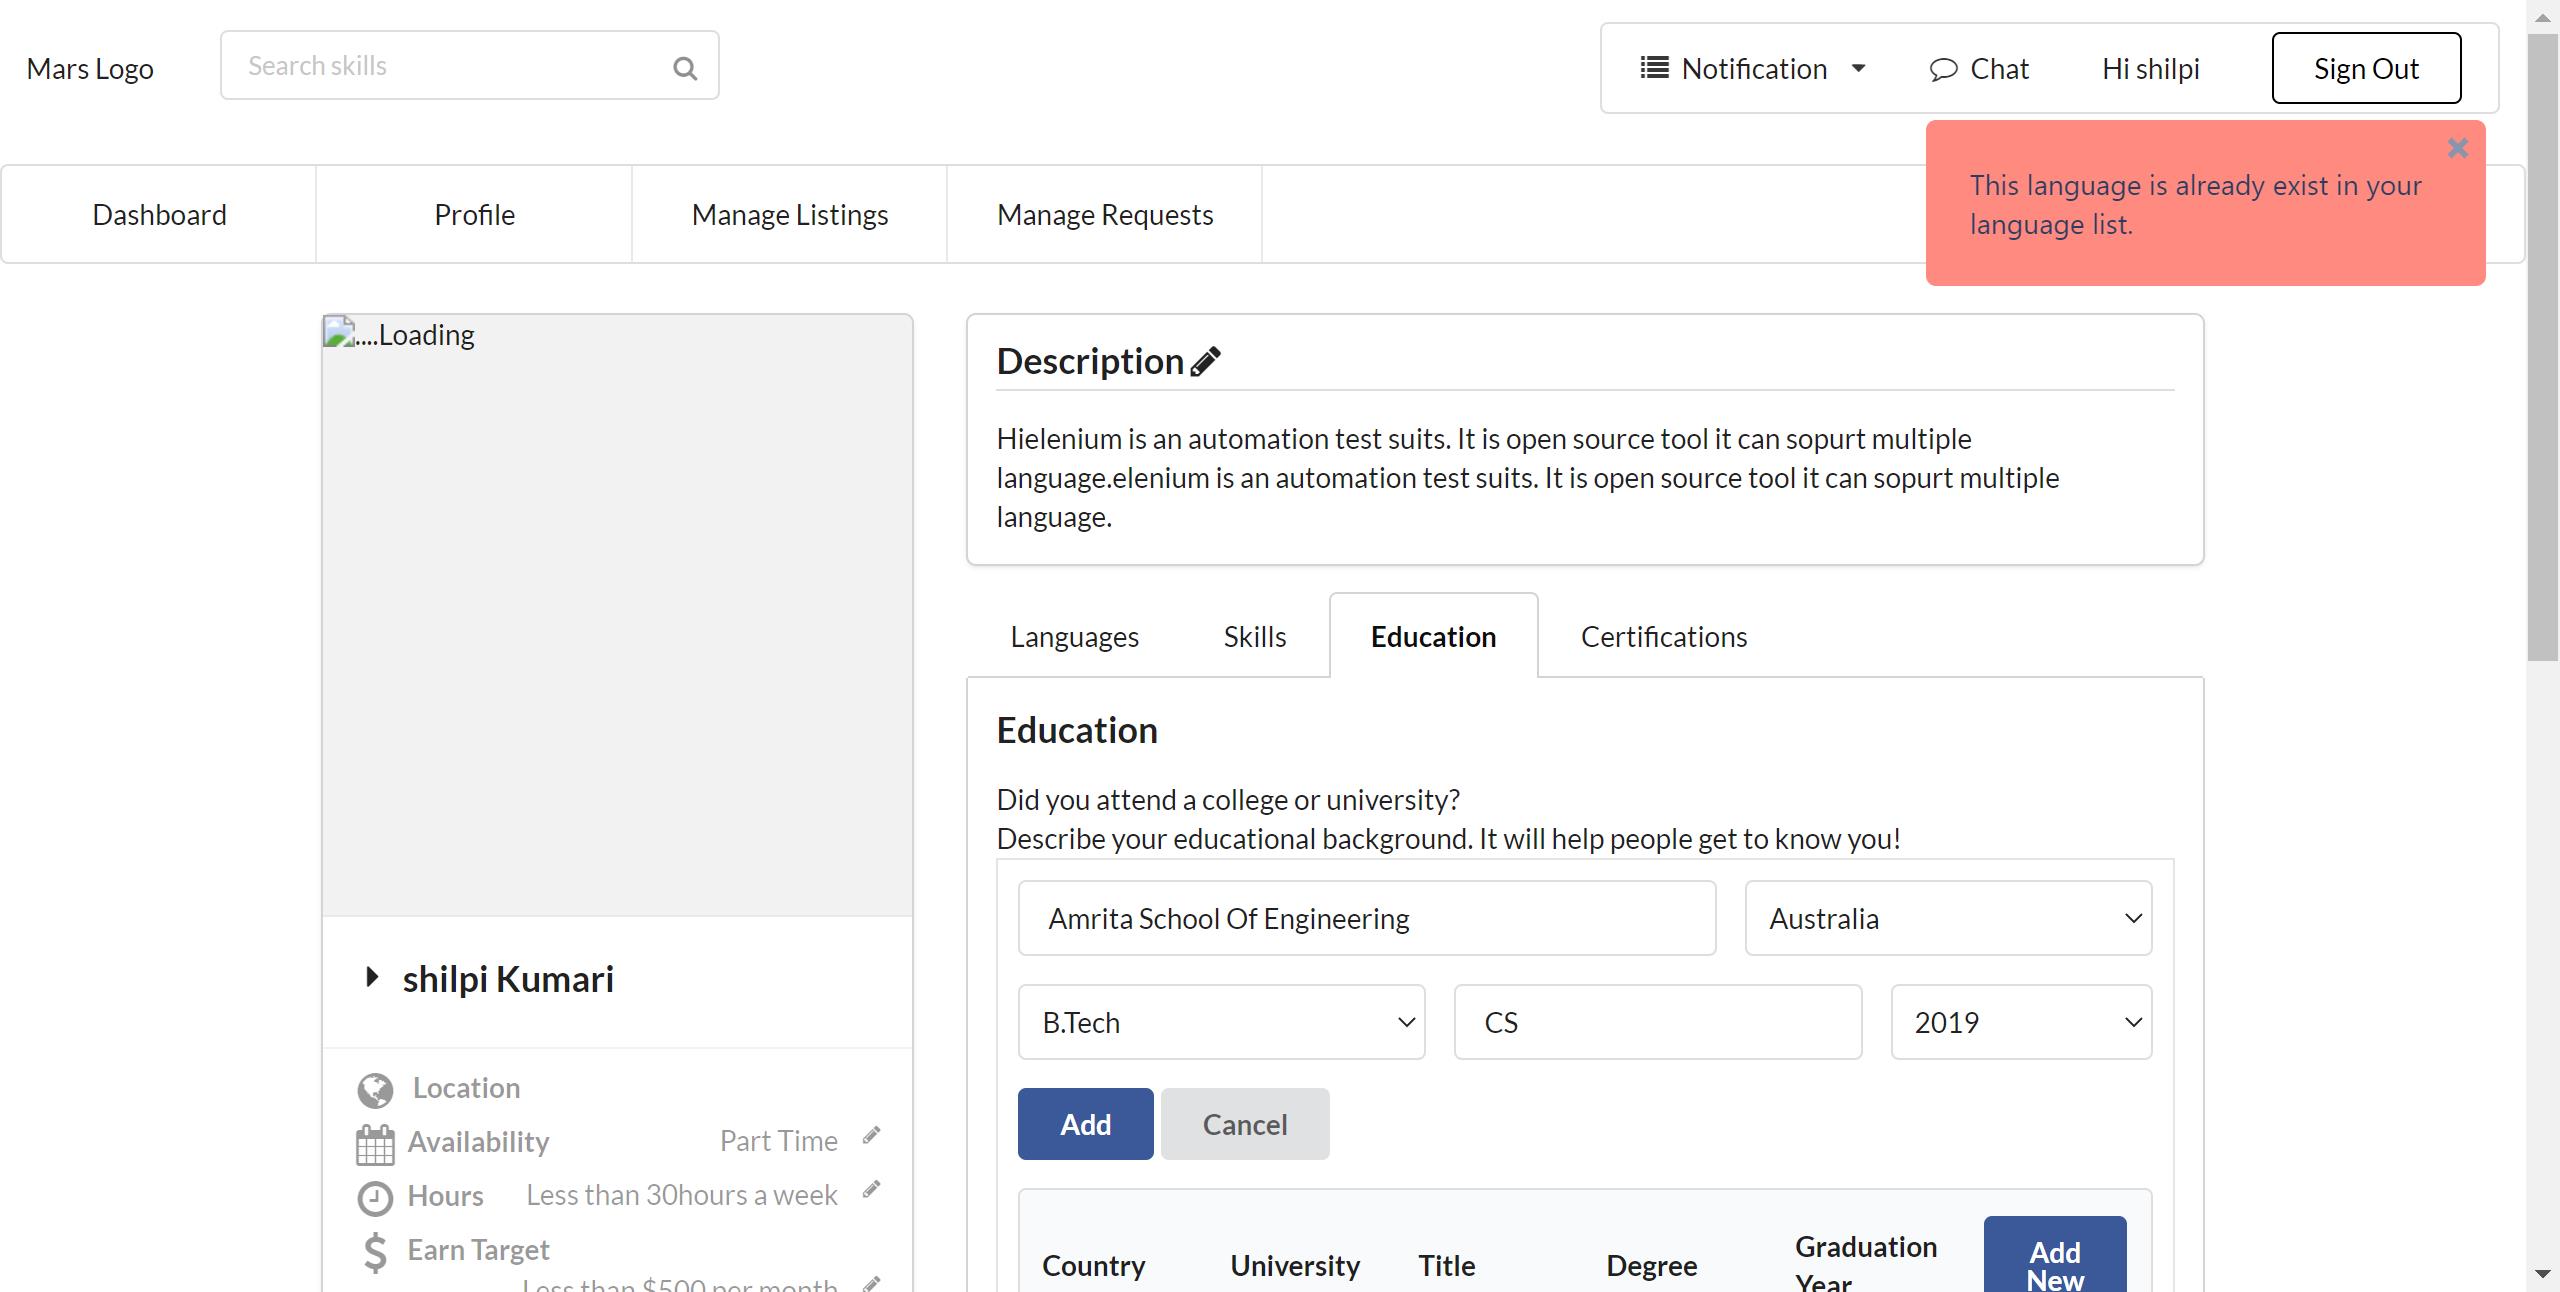 Mars Logo
Search skills
Notification
Chat
Hi shilpi
Sign Out
This language is already exist in your
language list.
Dashboard
Profile
Manage Listings
Manage Requests
....Loading
shilpi Kumari
Location
Availability
Part Time
Hours
Less than 30hours a week
Earn Target
Less than $500 per month
Description
Hielenium is an automation test suits. It is open source tool it can sopurt multiple
language.elenium is an automation test suits. It is open source tool it can sopurt multiple
language.
Languages
Skills
Education
Certifications
Education
Did you attend a college or university?
Describe your educational background. It will help people get to know you!
Amrita School Of Engineering
Australia
B.Tech
CS
2019
Add
Cancel
Country
University
Title
Degree
Graduation
Year
Add
New